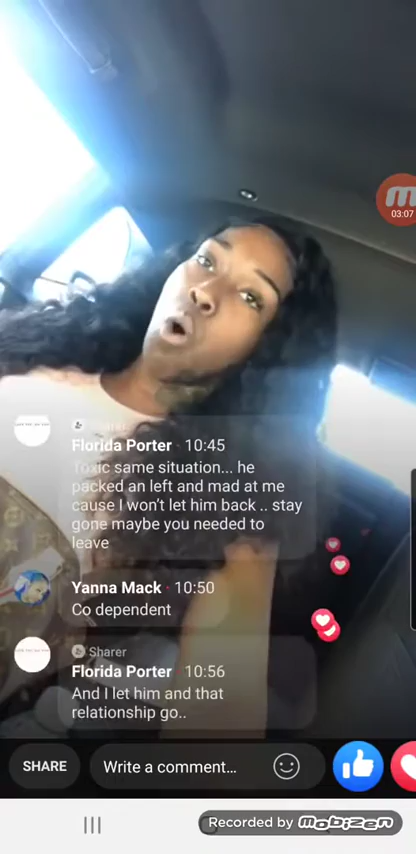 03:07
Florida Porter · 10:45
Toxic same situation... he
packed an left and mad at me
cause I won't let him back .. stay
gone maybe you needed to
leave
Yanna Mack · 10:50
Co dependent
Sharer
Florida Porter · 10:56
And I let him and that
relationship go..
SHARE
Write a comment...
Recorded by mobizen